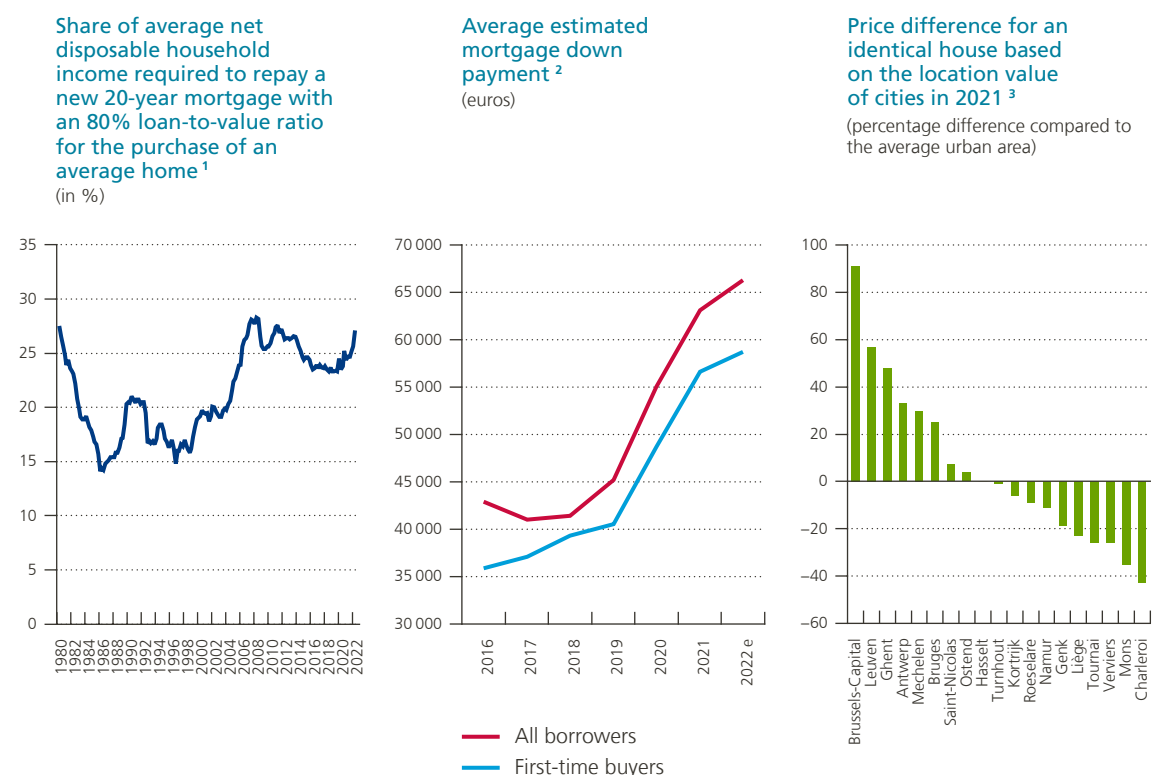 Share of average net
disposable household
income required to repay a
new 20-year mortgage with
an 80% loan-to-value ratio
for the purchase of an
average home ¹
(in %)
35
30
25
20
15
10
5
0
1980
1982
1984
1986
1988
1990
1992
1994
1996
1998
2000
2002
2004
2006
2008
2010
2012
2014
2016
2018
2020
2022
Average estimated
mortgage down
payment ²
(euros)
70 000
65 000
60 000
55 000
50 000
45 000
40 000
35 000
30 000
2016
2017
2018
2019
2020
2021
2022 e
All borrowers
First-time buyers
Price difference for an
identical house based
on the location value
of cities in 2021 ³
(percentage difference compared to
the average urban area)
100
80
60
40
20
0
–20
–40
–60
Brussels-Capital
Leuven
Ghent
Antwerp
Mechelen
Bruges
Saint-Nicolas
Ostend
Hasselt
Turnhout
Kortrijk
Roeselare
Namur
Genk
Liège
Tournai
Verviers
Mons
Charleroi